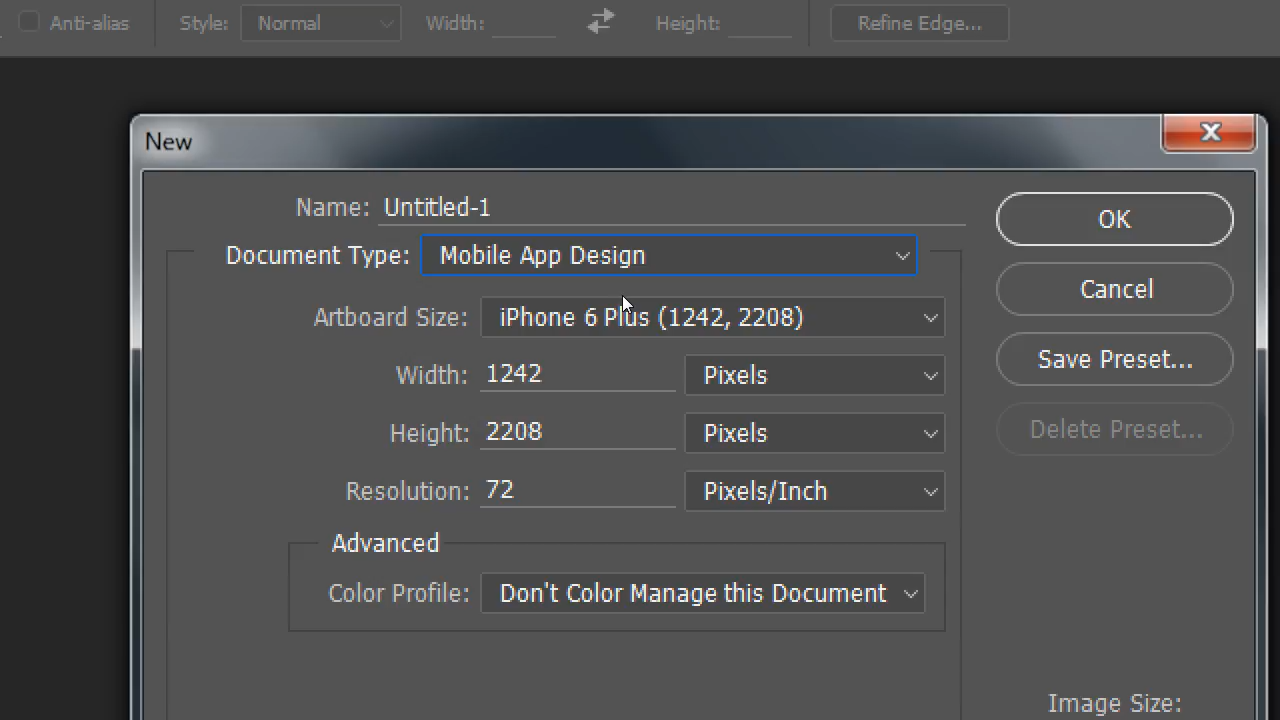 Anti-alias Style: Normal Width: Height: Refine Edge...
New
Name: Untitled-1
OK
Document Type: Mobile App Design
Cancel
Artboard Size: iPhone 6 Plus (1242, 2208)
Width: 1242 Pixels
Save Preset...
Height: 2208 Pixels
Delete Preset...
Resolution: 72 Pixels/Inch
Advanced
Color Profile: Don't Color Manage this Document
Image Size: